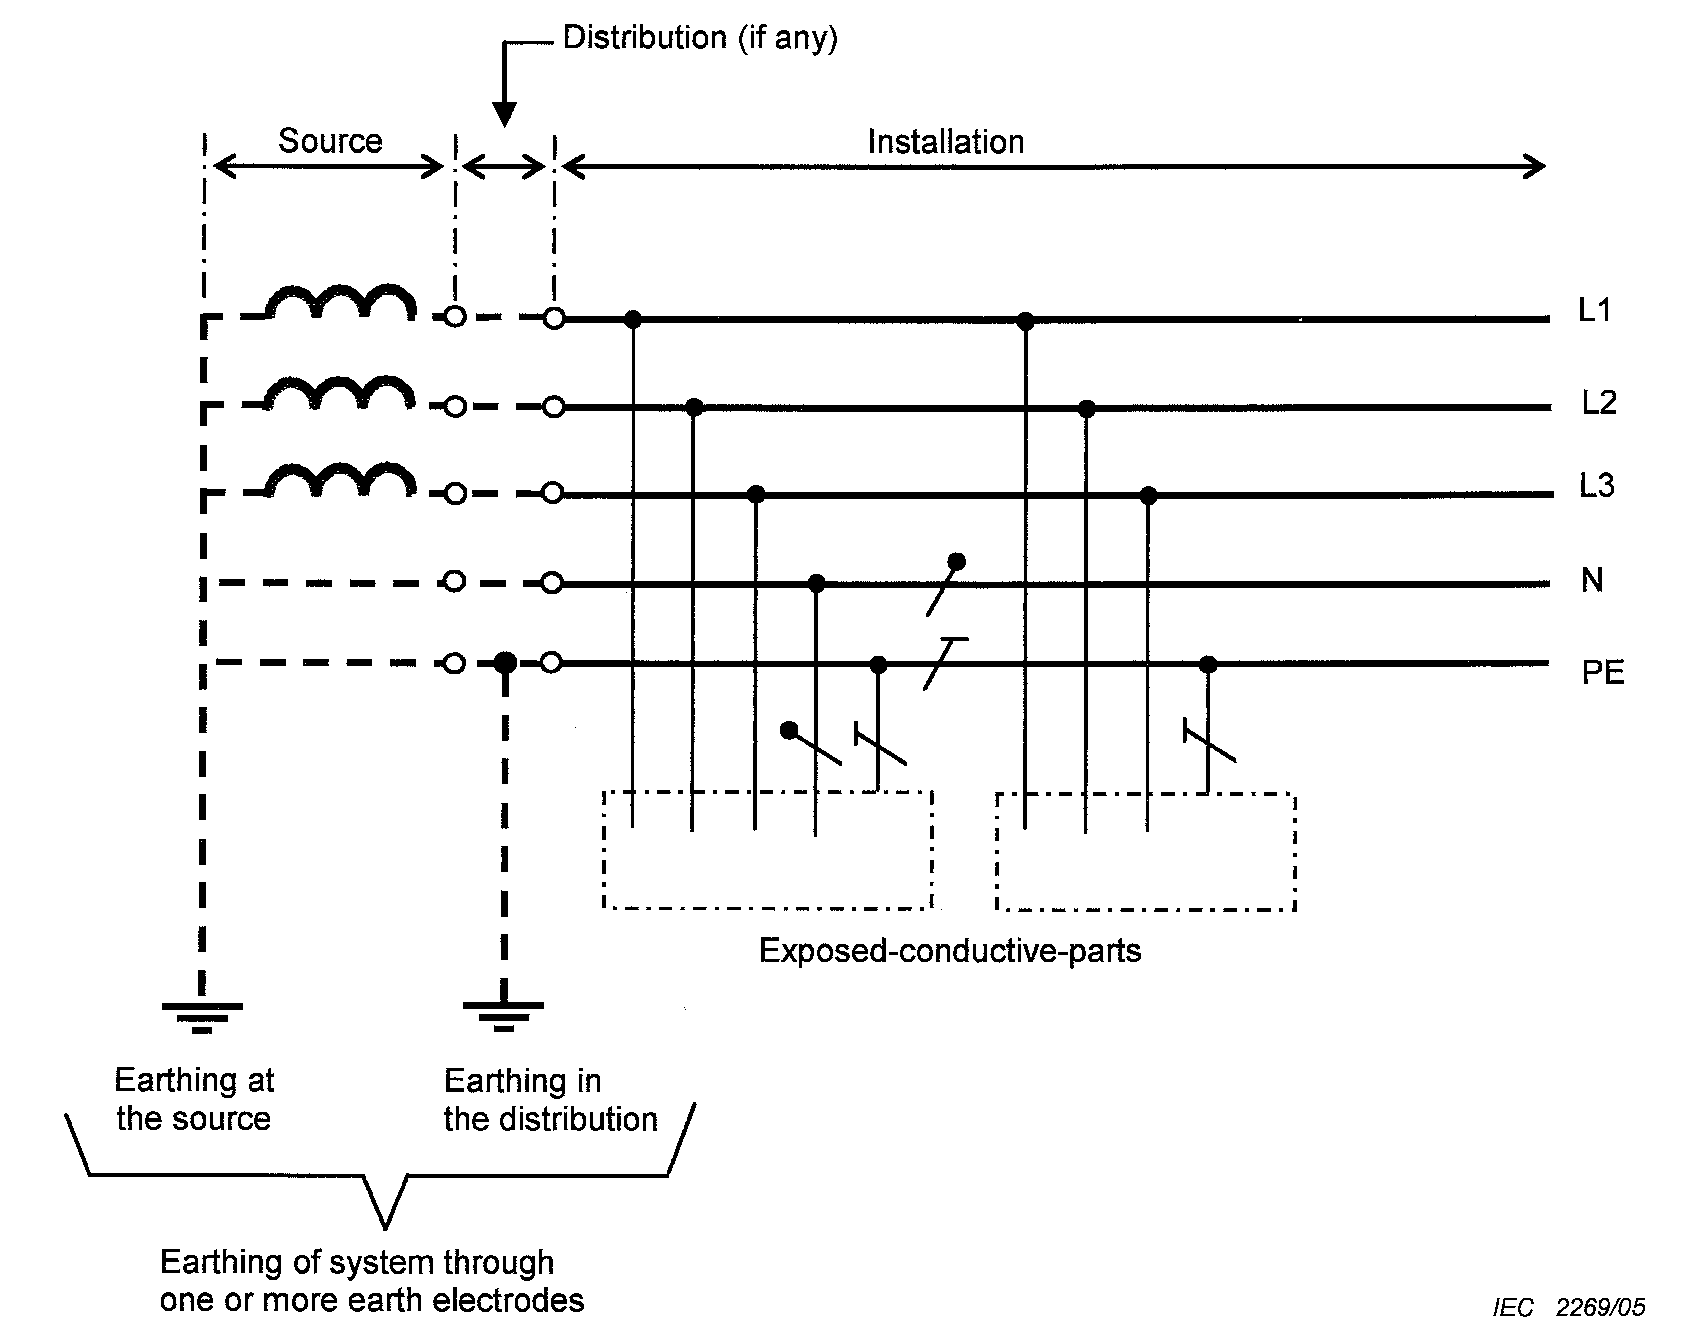 Distribution (if any)
Source
Installation
L1
L2
L3
N
PE
Exposed-conductive-parts
Earthing at
the source
Earthing in
the distribution
Earthing of system through
one or more earth electrodes
IEC 2269/05